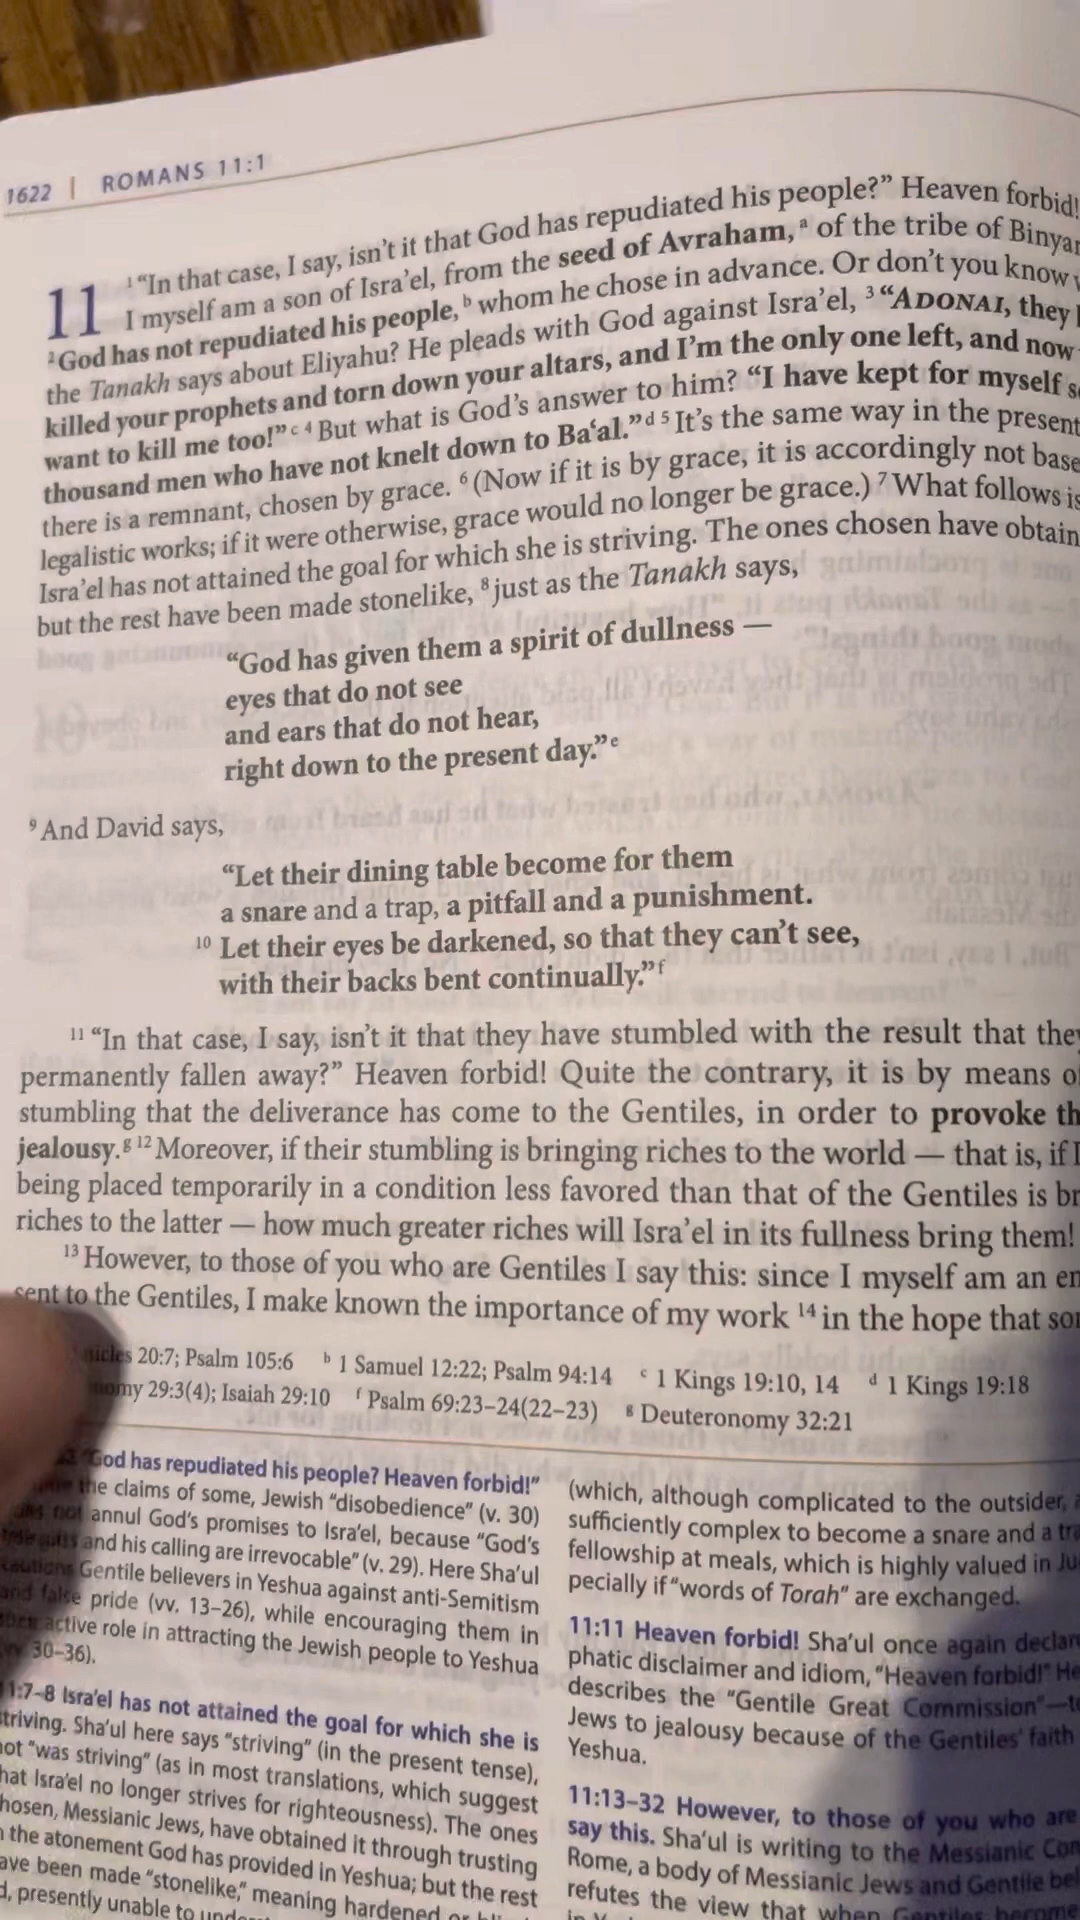 1622 | ROMANS 11:1
11 ¹ “In that case, I say, isn’t it that God has repudiated his people?” Heaven forbid!
I myself am a son of Isra’el, from the seed of Avraham,ᵃ of the tribe of
² God has not repudiated his people,ᵇ whom he chose in advance. Or don’t you know
the Tanakh says about Eliyahu? He pleads with God against Isra’el, ³ “ADONAI, they
killed your prophets and torn down your altars, and I’m the only one left, and now
want to kill me too!”ᶜ ⁴ But what is God’s answer to him? “I have kept for myself
thousand men who have not knelt down to Ba‘al.”ᵈ ⁵ It’s the same way in the present
there is a remnant, chosen by grace. ⁶ (Now if it is by grace, it is accordingly not
legalistic works; if it were otherwise, grace would no longer be grace.) ⁷ What follows is
Isra’el has not attained the goal for which she is striving. The ones chosen have
but the rest have been made stonelike, ⁸ just as the Tanakh says,
“God has given them a spirit of dullness —
eyes that do not see
and ears that do not hear,
right down to the present day.”ᵉ
⁹ And David says,
“Let their dining table become for them
a snare and a trap, a pitfall and a punishment.
¹⁰ Let their eyes be darkened, so that they can’t see,
with their backs bent continually.”ᶠ
¹¹ “In that case, I say, isn’t it that they have stumbled with the result that
permanently fallen away?” Heaven forbid! Quite the contrary, it is by means
stumbling that the deliverance has come to the Gentiles, in order to provoke
jealousy.ᵍ ¹² Moreover, if their stumbling is bringing riches to the world — that is, if
being placed temporarily in a condition less favored than that of the Gentiles is
riches to the latter — how much greater riches will Isra’el in its fullness bring them!
¹³ However, to those of you who are Gentiles I say this: since I myself am an
sent to the Gentiles, I make known the importance of my work ¹⁴ in the hope that
20:7; Psalm 105:6 ᵇ 1 Samuel 12:22; Psalm 94:14 ᶜ 1 Kings 19:10, 14 ᵈ 1 Kings 19:18
29:3(4); Isaiah 29:10 ᶠ Psalm 69:23–24(22–23) ᵍ Deuteronomy 32:21
“God has repudiated his people? Heaven forbid!”
the claims of some, Jewish “disobedience” (v. 30)
not annul God’s promises to Isra’el, because “God’s
and his calling are irrevocable” (v. 29). Here Sha’ul
Gentile believers in Yeshua against anti-Semitism
and false pride (vv. 13–26), while encouraging them in
active role in attracting the Jewish people to Yeshua
30–36).
11:7–8 Isra’el has not attained the goal for which she is
striving. Sha’ul here says “striving” (in the present tense),
not “was striving” (as in most translations, which suggest
that Isra’el no longer strives for righteousness). The ones
chosen, Messianic Jews, have obtained it through trusting
the atonement God has provided in Yeshua; but the rest
have been made “stonelike,” meaning hardened or
presently unable to
(which, although complicated to the outsider,
sufficiently complex to become a snare and a
fellowship at meals, which is highly valued in
pecially if “words of Torah” are exchanged.
11:11 Heaven forbid! Sha’ul once again
phatic disclaimer and idiom, “Heaven forbid!”
describes the “Gentile Great Commission”—
Jews to jealousy because of the Gentiles’ faith
Yeshua.
11:13–32 However, to those of you who are
say this. Sha’ul is writing to the Messianic
Rome, a body of Messianic Jews and Gentile
refutes the view that when Gentiles become